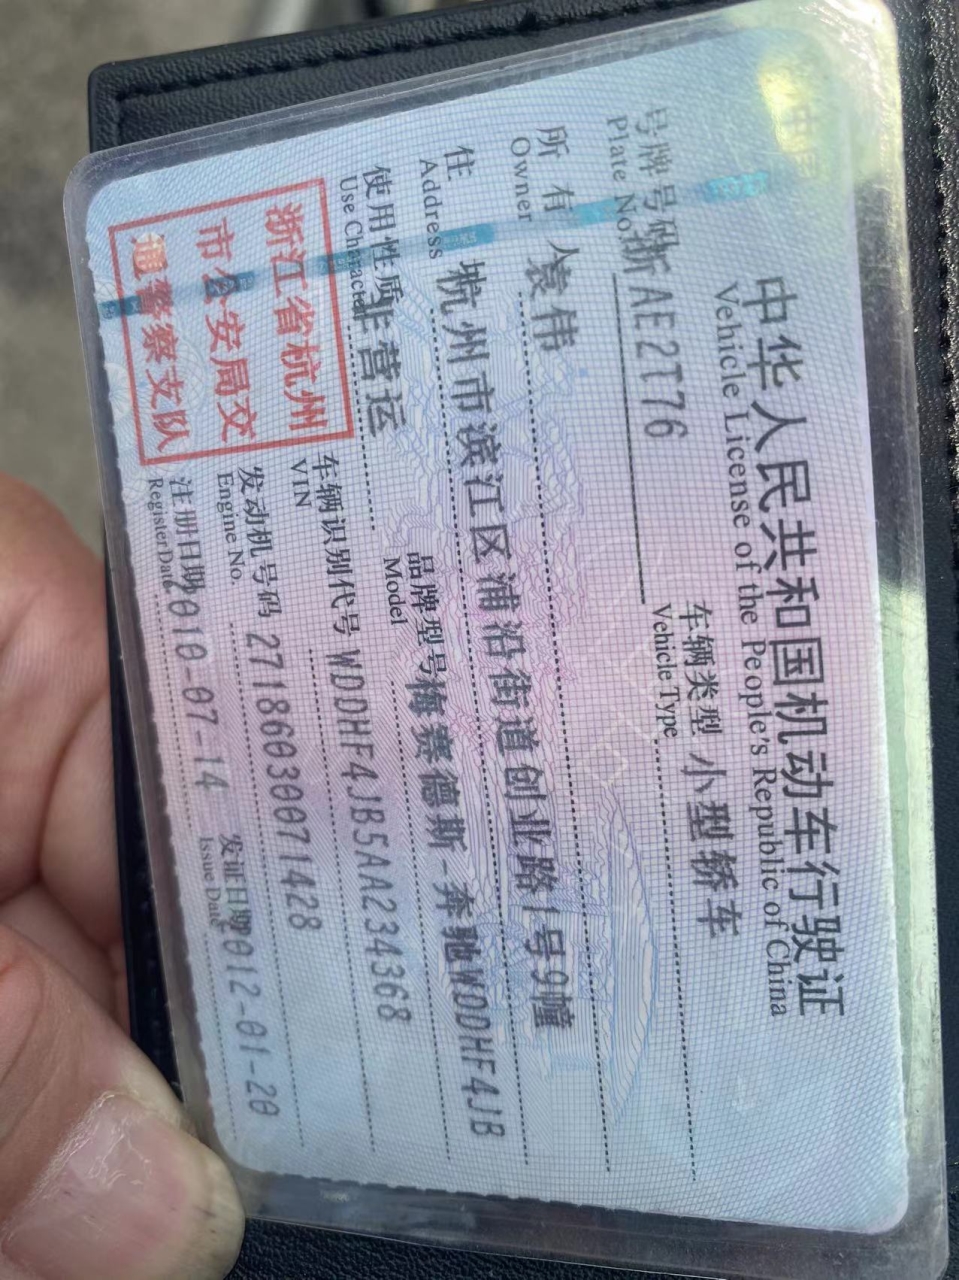 中华人民共和国机动车行驶证
Vehicle License of the People's Republic of China
号牌号码 浙AE2T76 车辆类型 小型轿车
Plate No. Vehicle Type
所有人 袁伟
Owner
住址 杭州市滨江区浦沿街道创业路1号9幢
Address
使用性质 非营运 品牌型号 梅赛德斯-奔驰WDDHF4JB
Use Character Model
浙江省杭州
市公安局交
通警察支队
车辆识别代号 WDDHF4JB5AA234368
VIN
发动机号码 27186030071428
Engine No.
注册日期 2010-07-14 发证日期 2012-01-20
Register Date Issue Date